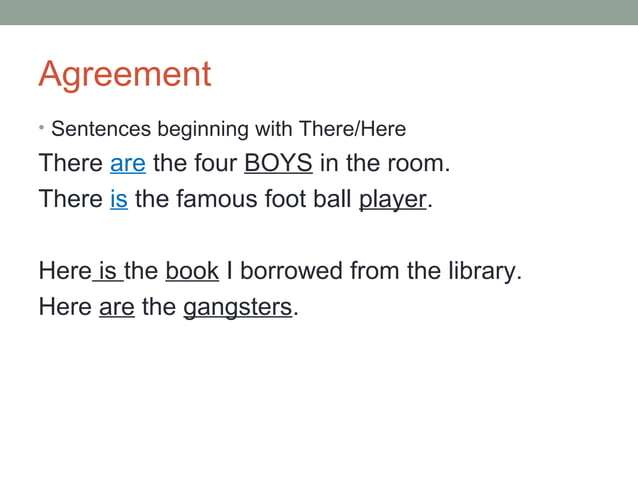 Agreement
• Sentences beginning with There/Here
There are the four BOYS in the room.
There is the famous foot ball player.
Here is the book I borrowed from the library.
Here are the gangsters.